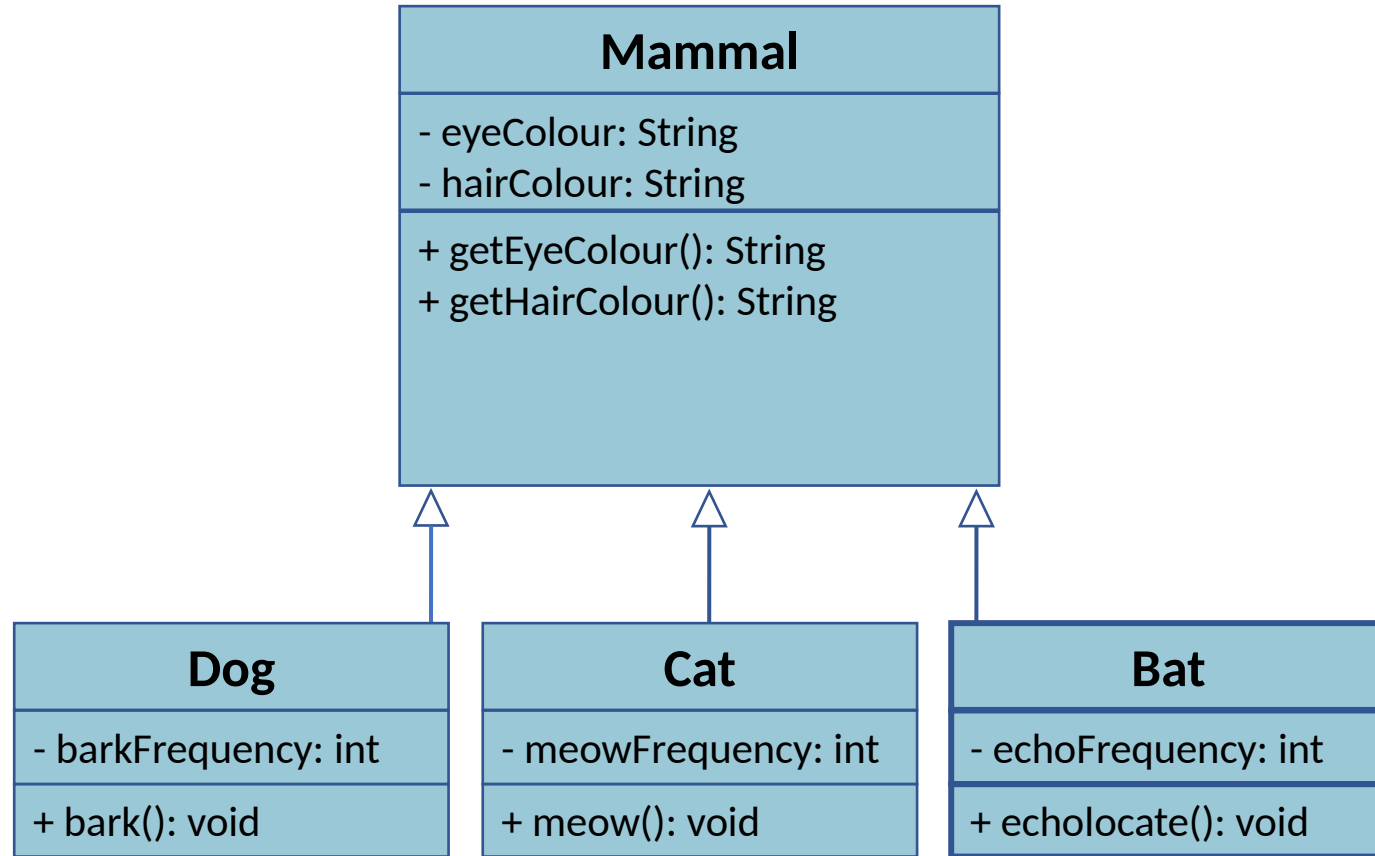 Mammal
- eyeColour: String
- hairColour: String
+ getEyeColour(): String
+ getHairColour(): String
Dog
- barkFrequency: int
+ bark(): void
Cat
- meowFrequency: int
+ meow(): void
Bat
- echoFrequency: int
+ echolocate(): void